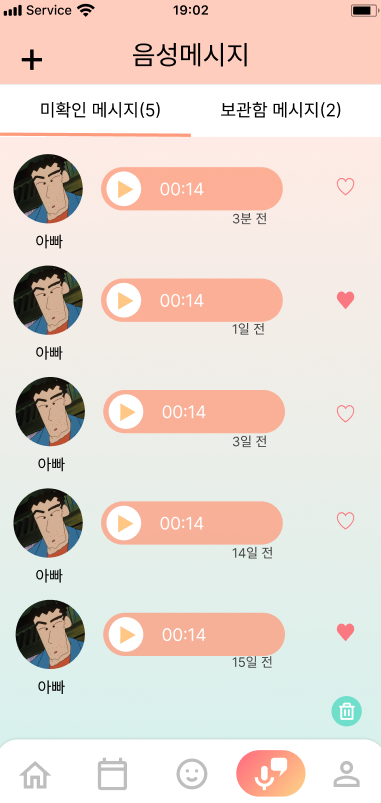 Service 19:02
음성메시지
미확인 메시지(5) 보관함 메시지(2)
00:14
3분 전
아빠
00:14
1일 전
아빠
00:14
3일 전
아빠
00:14
14일 전
아빠
00:14
15일 전
아빠